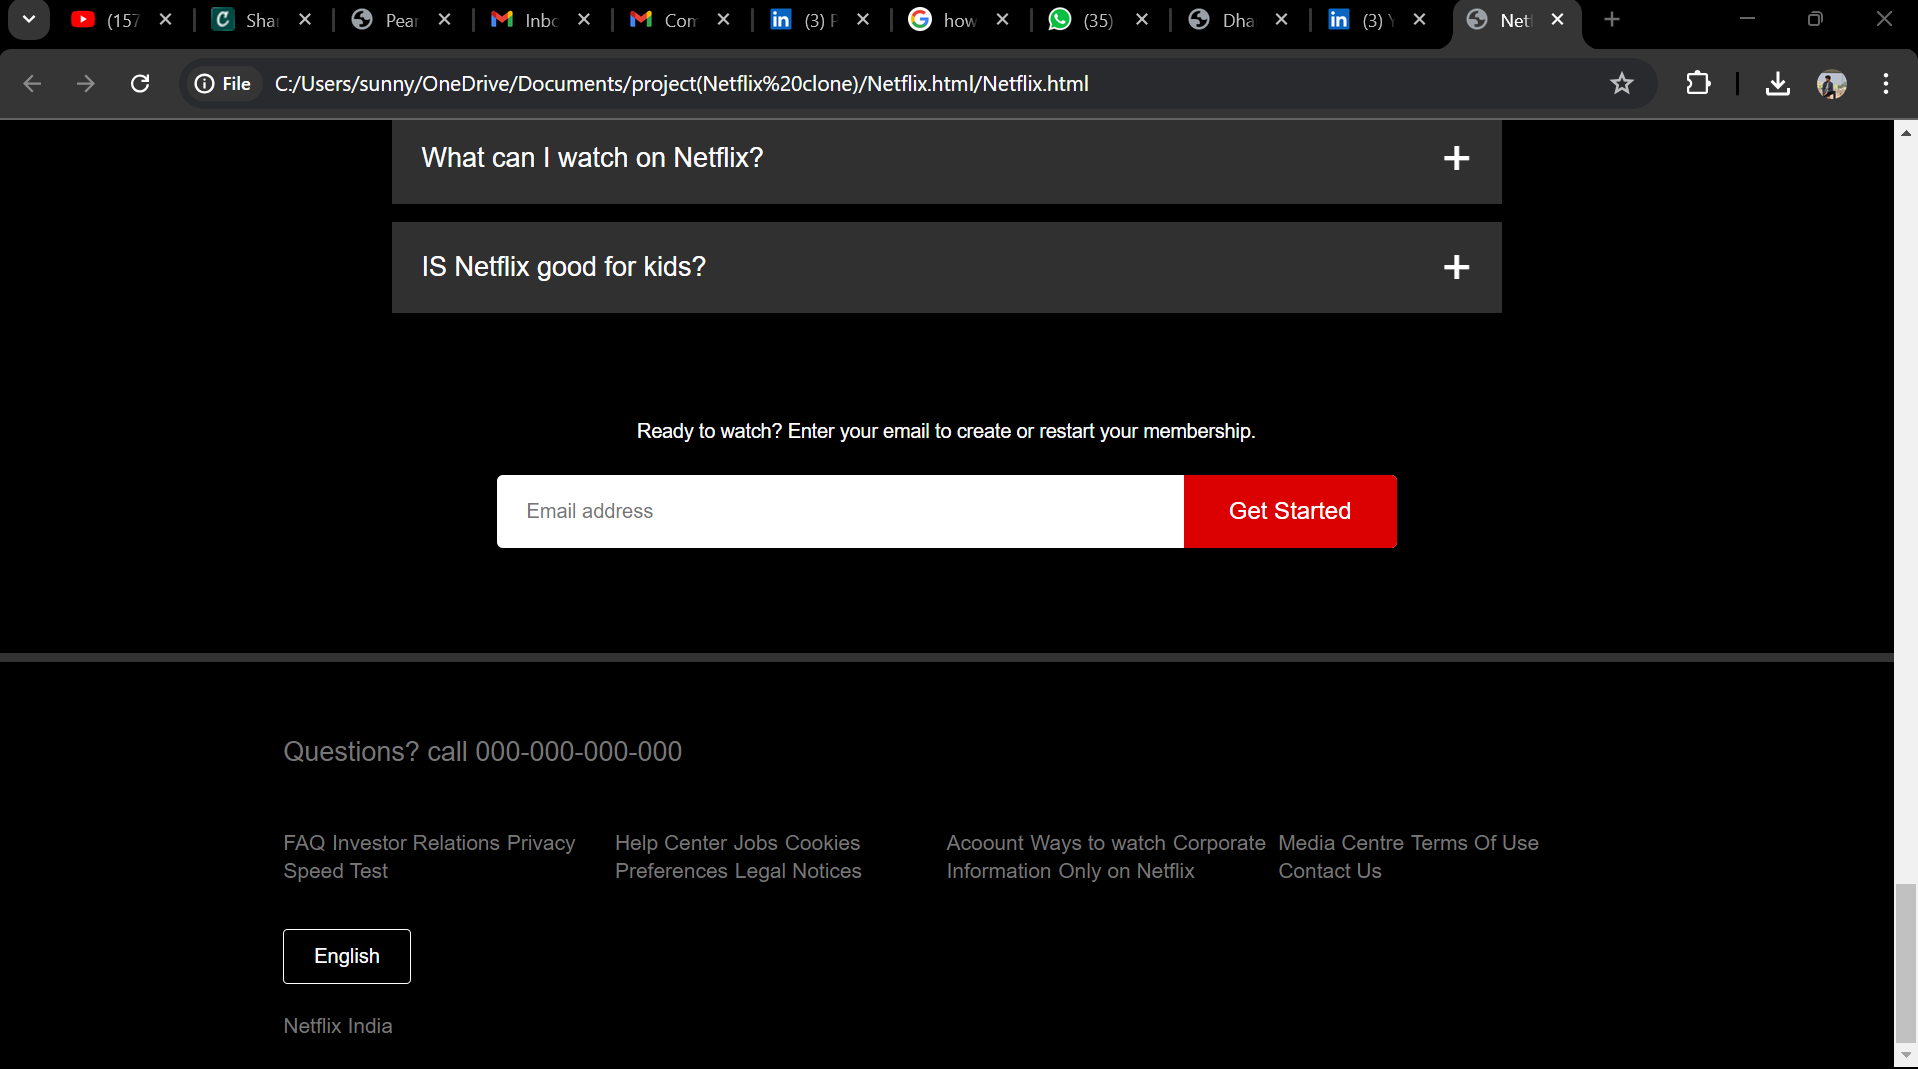 (157
Shar
Pear
Inbo
Com
(3) P
how
(35)
Dha
(3) Y
Netf
File
C:/Users/sunny/OneDrive/Documents/project(Netflix%20clone)/Netflix.html/Netflix.html
What can I watch on Netflix?
IS Netflix good for kids?
Ready to watch? Enter your email to create or restart your membership.
Email address
Get Started
Questions? call 000-000-000-000
FAQ Investor Relations Privacy
Speed Test
Help Center Jobs Cookies
Preferences Legal Notices
Acoount Ways to watch Corporate
Information Only on Netflix
Media Centre Terms Of Use
Contact Us
English
Netflix India